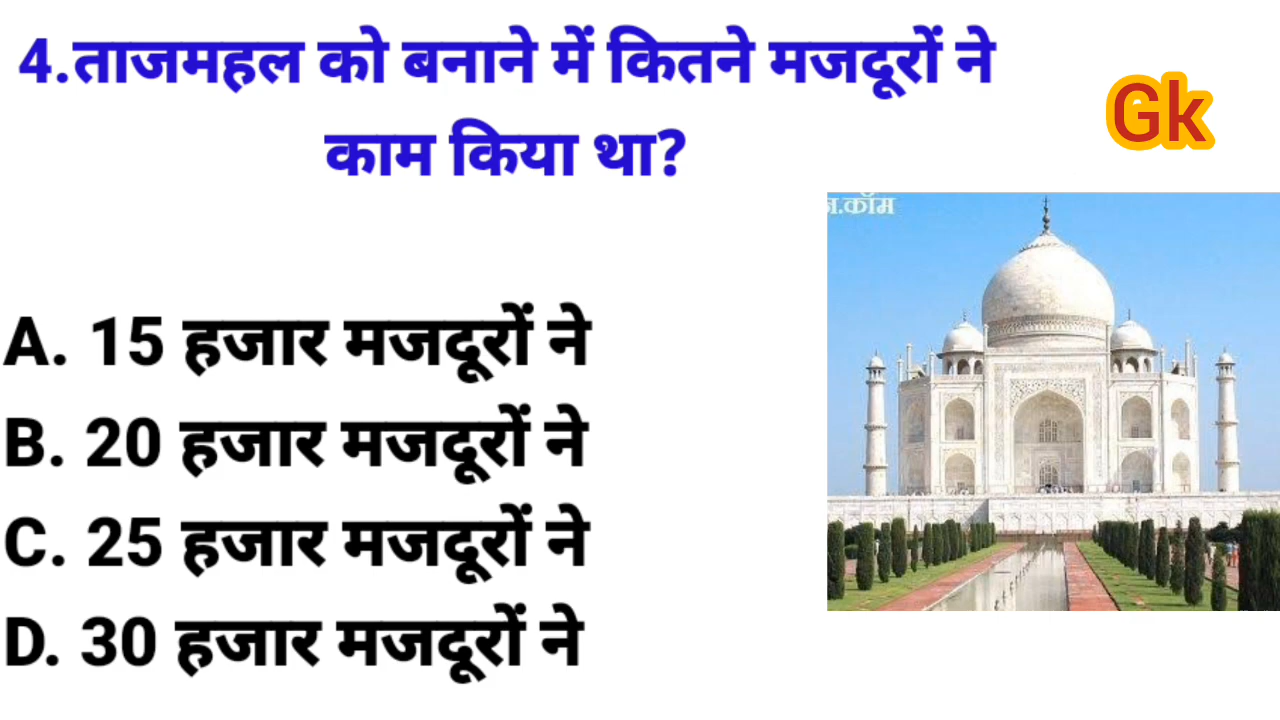 4.ताजमहल को बनाने में कितने मजदूरों ने
काम किया था?
Gk
न.कॉम
A. 15 हजार मजदूरों ने
B. 20 हजार मजदूरों ने
C. 25 हजार मजदूरों ने
D. 30 हजार मजदूरों ने